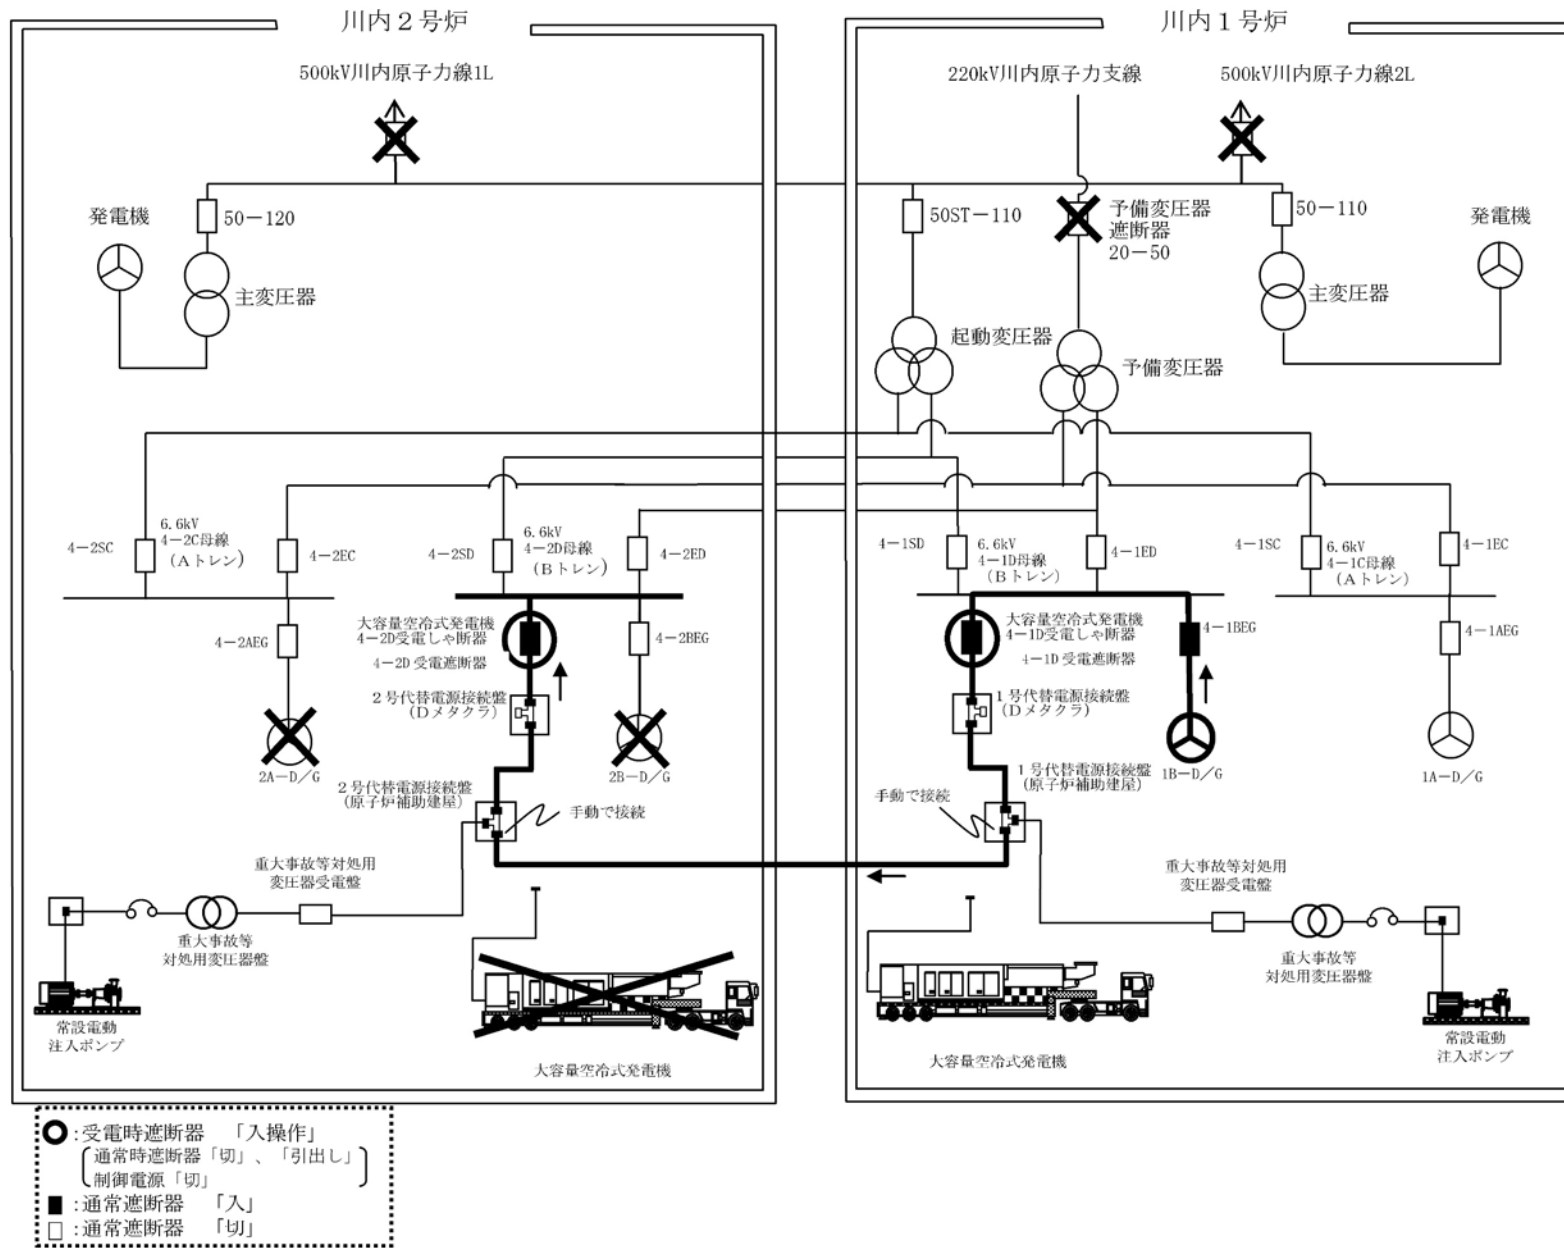 川内２号炉
川内１号炉
500kV川内原子力線1L
220kV川内原子力支線
500kV川内原子力線2L
発電機
50－120
主変圧器
50ST－110
予備変圧器
遮断器
20－50
50－110
発電機
主変圧器
起動変圧器
予備変圧器
4－2SC
6.6kV
4－2C母線
（Ａトレン）
4－2EC
4－2SD
6.6kV
4－2D母線
（Ｂトレン）
4－2ED
4－1SD
6.6kV
4－1D母線
（Ｂトレン）
4－1ED
4－1SC
6.6kV
4－1C母線
（Ａトレン）
4－1EC
4－2AEG
大容量空冷式発電機
4－2D受電しゃ断器
4－2D 受電遮断器
4－2BEG
大容量空冷式発電機
4－1D受電しゃ断器
4－1D 受電遮断器
4－1BEG
4－1AEG
２号代替電源接続盤
（Ｄメタクラ）
１号代替電源接続盤
（Ｄメタクラ）
2A－D／G
2B－D／G
1B－D／G
1A－D／G
２号代替電源接続盤
（原子炉補助建屋）
手動で接続
１号代替電源接続盤
（原子炉補助建屋）
手動で接続
重大事故等対処用
変圧器受電盤
重大事故等対処用
変圧器受電盤
重大事故等
対処用変圧器盤
重大事故等
対処用変圧器盤
常設電動
注入ポンプ
大容量空冷式発電機
大容量空冷式発電機
常設電動
注入ポンプ
：受電時遮断器　「入操作」
通常時遮断器「切」、「引出し」
制御電源「切」
：通常遮断器　「入」
：通常遮断器　「切」